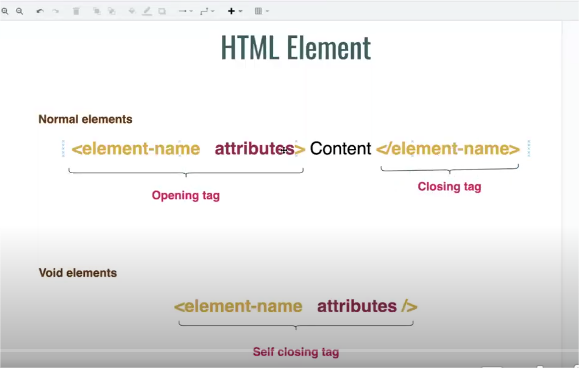 HTML Element
Normal elements
<element-name attributes> Content </element-name>
Opening tag
Closing tag
Void elements
<element-name attributes />
Self closing tag